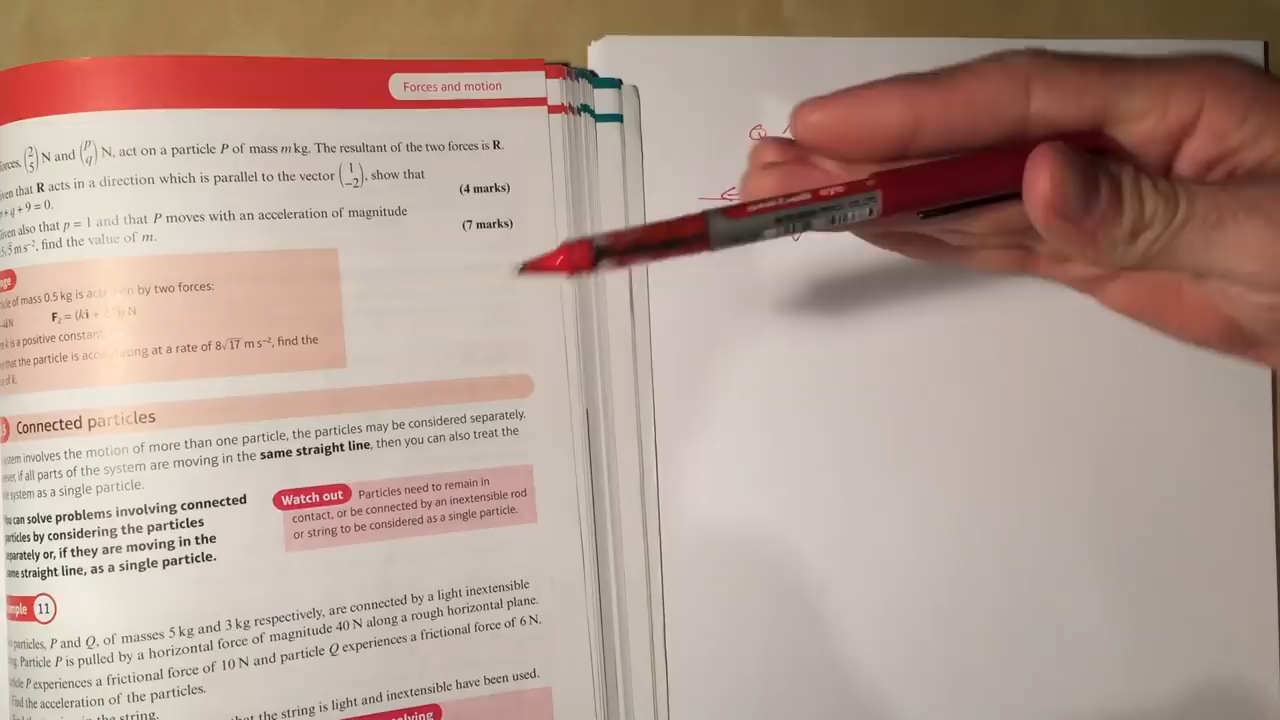 Forces and motion
forces, (2 5) N and (p q) N, act on a particle P of mass m kg. The resultant of the two forces is R.
that R acts in a direction which is parallel to the vector (1 −2), show that
+ q + 9 = 0.
(4 marks)
also that p = 1 and that P moves with an acceleration of magnitude
√5 m s⁻², find the value of m.
(7 marks)
of mass 0.5 kg is by two forces:
F₂ = (ki + N
k is a positive constant
that the particle is at a rate of 8√17 m s⁻², find the
of k.
Connected particles
system involves the motion of more than one particle, the particles may be considered separately.
if all parts of the system are moving in the same straight line, then you can also treat the
system as a single particle.
You can solve problems involving connected
particles by considering the particles
separately or, if they are moving in the
same straight line, as a single particle.
Watch out Particles need to remain in
contact, or be connected by an inextensible rod
or string to be considered as a single particle.
11
particles, P and Q, of masses 5 kg and 3 kg respectively, are connected by a light inextensible
Particle P is pulled by a horizontal force of magnitude 40 N along a rough horizontal plane.
P experiences a frictional force of 10 N and particle Q experiences a frictional force of 6 N.
Find the acceleration of the particles.
in the string.
that the string is light and inextensible have been used.
Q